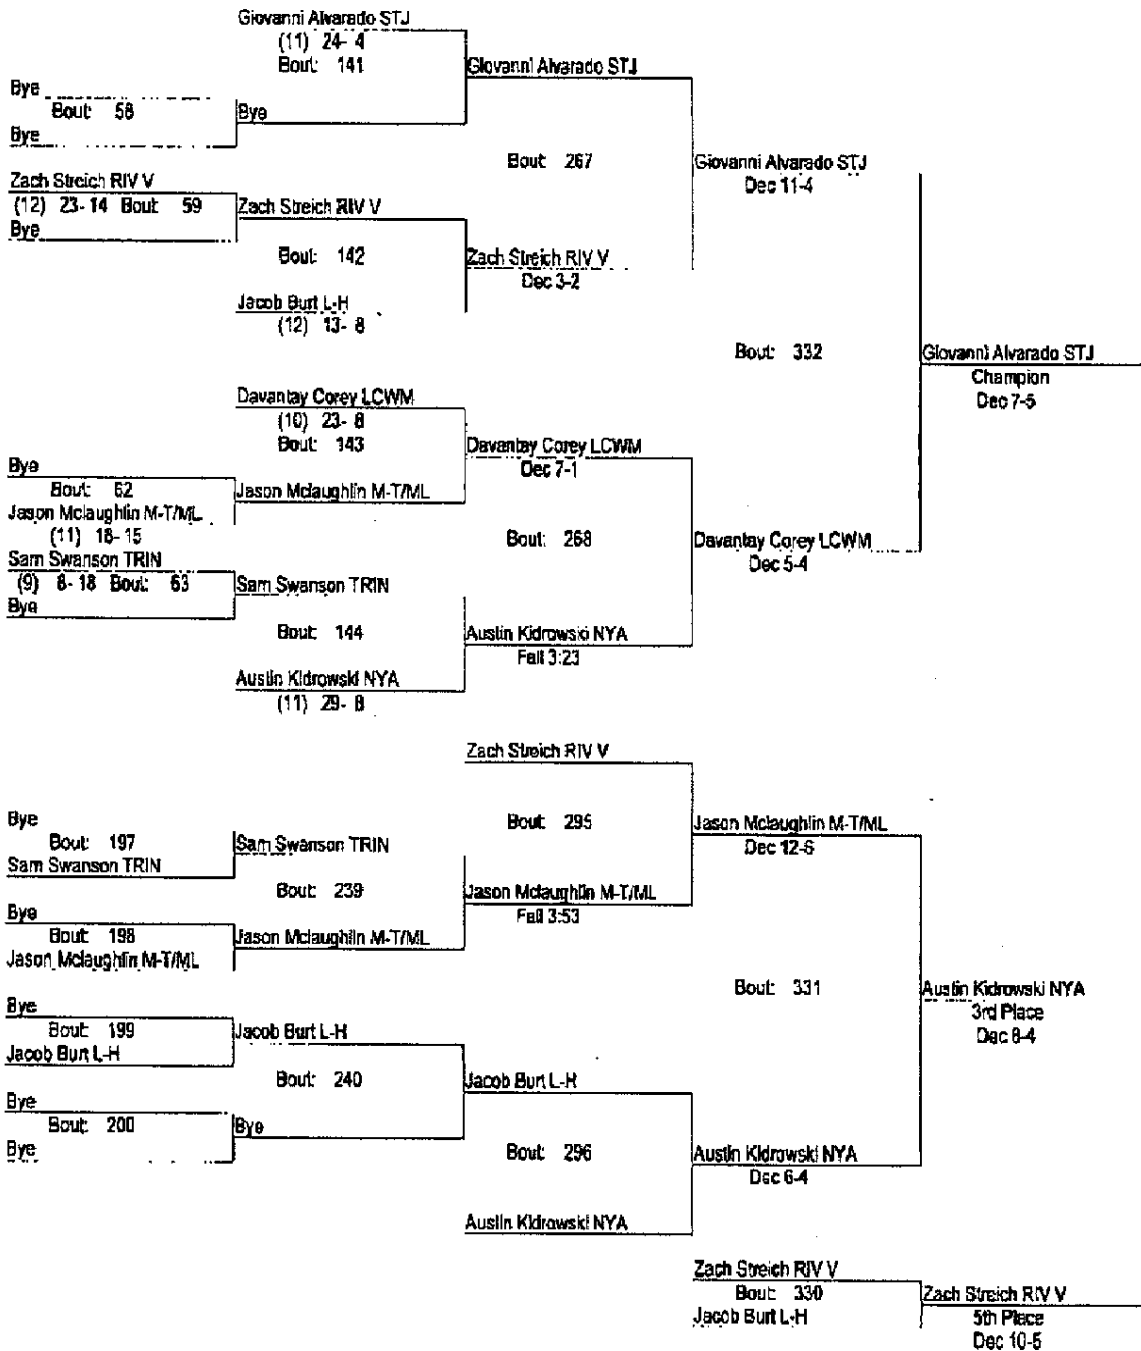 Giovanni Alvarado STJ
(11) 24- 4
Bout: 141
Giovanni Alvarado STJ
Bye
Bout: 58
Bye
Bye
Bout: 267
Giovanni Alvarado STJ
Dec 11-4
Zach Streich RIV V
(12) 23- 14 Bout: 59
Bye
Zach Streich RIV V
Bout: 142
Zach Streich RIV V
Dec 3-2
Jacob Burt L-H
(12) 13- 8
Bout: 332
Giovanni Alvarado STJ
Champion
Dec 7-5
Davantay Corey LCWM
(10) 23- 8
Bout: 143
Davantay Corey LCWM
Dec 7-1
Bye
Bout: 62
Jason Mclaughlin M-T/ML
Jason Mclaughlin M-T/ML
(11) 18- 15
Bout: 268
Davantay Corey LCWM
Dec 5-4
Sam Swanson TRIN
(9) 8- 18 Bout: 63
Bye
Sam Swanson TRIN
Bout: 144
Austin Kidrowski NYA
Fall 3:23
Austin Kidrowski NYA
(11) 29- 8
Zach Streich RIV V
Bye
Bout: 197
Sam Swanson TRIN
Sam Swanson TRIN
Bout: 295
Jason Mclaughlin M-T/ML
Dec 12-6
Bout: 239
Jason Mclaughlin M-T/ML
Fall 3:53
Bye
Bout: 198
Jason Mclaughlin M-T/ML
Jason Mclaughlin M-T/ML
Bout: 331
Austin Kidrowski NYA
3rd Place
Dec 8-4
Bye
Bout: 199
Jacob Burt L-H
Jacob Burt L-H
Bout: 240
Jacob Burt L-H
Bye
Bout: 200
Bye
Bye
Bout: 296
Austin Kidrowski NYA
Dec 6-4
Austin Kidrowski NYA
Zach Streich RIV V
Bout: 330
Jacob Burt L-H
Zach Streich RIV V
5th Place
Dec 10-5